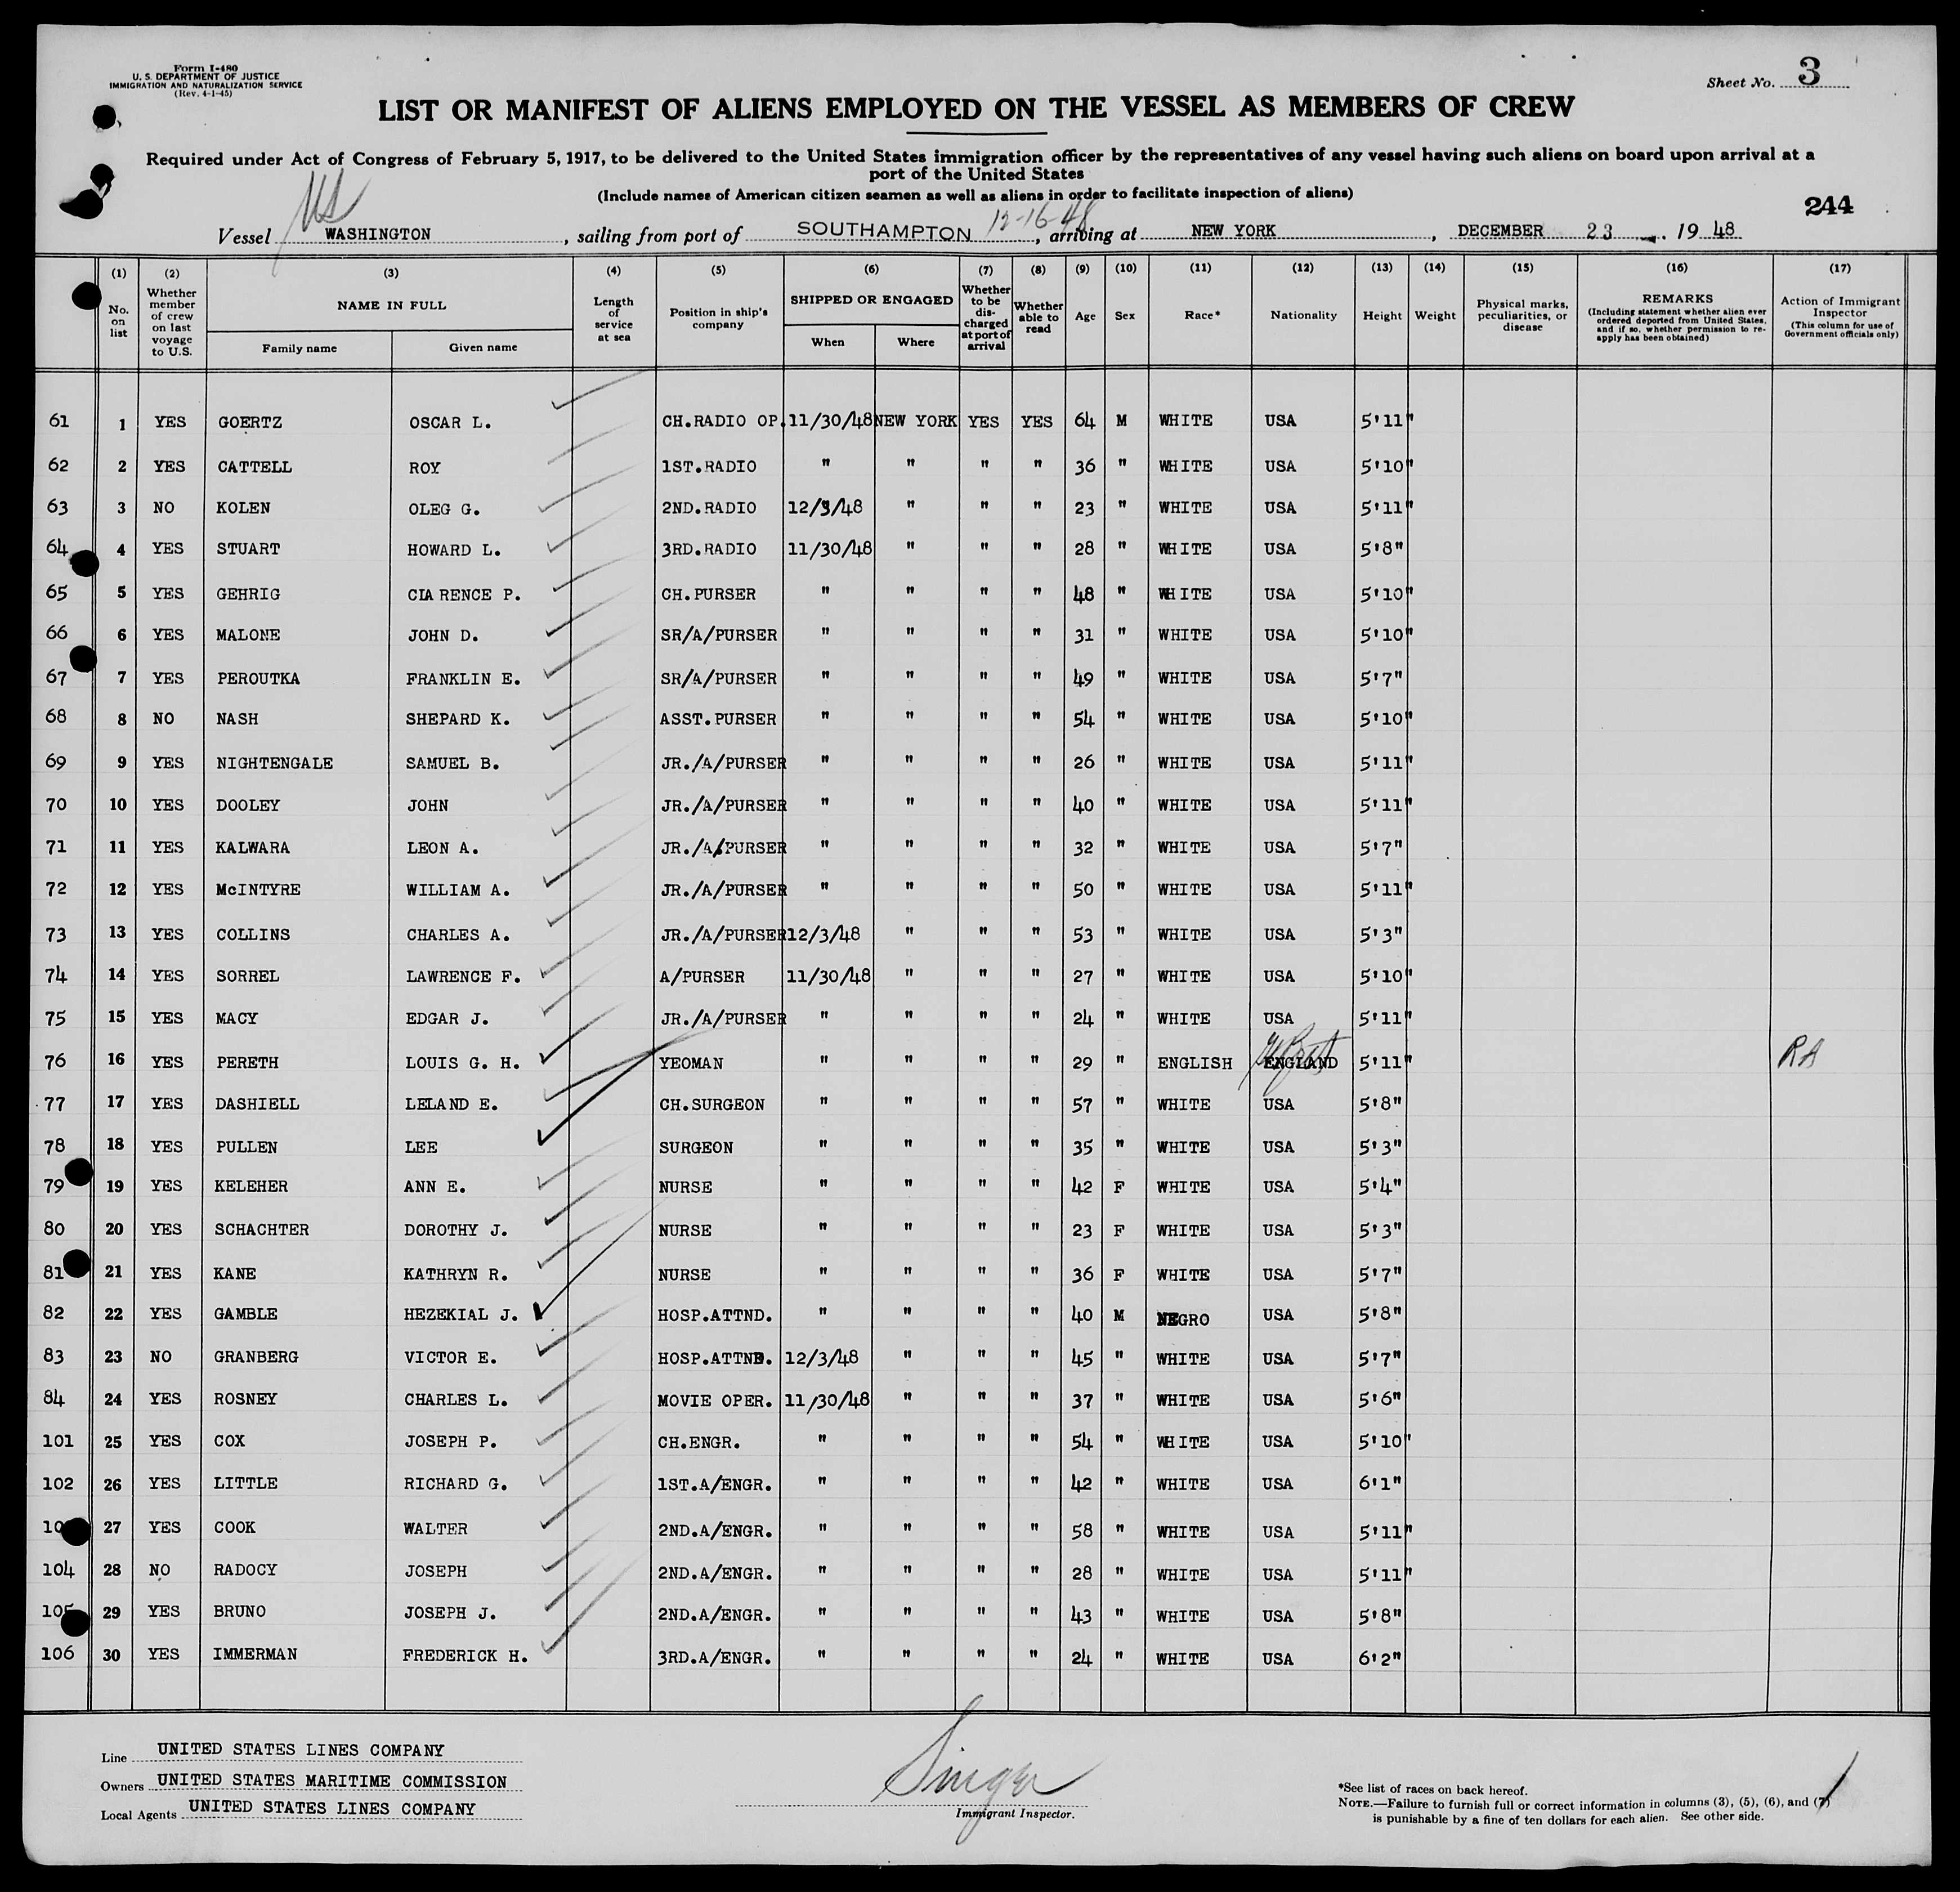 Form I-480
U. S. DEPARTMENT OF JUSTICE
IMMIGRATION AND NATURALIZATION SERVICE
(Rev. 4-1-45)
Sheet No. 3
LIST OR MANIFEST OF ALIENS EMPLOYED ON THE VESSEL AS MEMBERS OF CREW
Required under Act of Congress of February 5, 1917, to be delivered to the United States immigration officer by the representatives of any vessel having such aliens on board upon arrival at a
port of the United States
(Include names of American citizen seamen as well as aliens in order to facilitate inspection of aliens)
244
US
12-16-48
Vessel WASHINGTON, sailing from port of SOUTHAMPTON, arriving at NEW YORK, DECEMBER 23, 19 48
(1) (2) (3) (4) (5) (6) (7) (8) (9) (10) (11) (12) (13) (14) (15) (16) (17)
No. on list
Whether member of crew on last voyage to U.S.
NAME IN FULL
Family name Given name
Length of service at sea
Position in ship's company
SHIPPED OR ENGAGED
When Where
Whether to be discharged at port of arrival
Whether able to read
Age Sex Race* Nationality Height Weight
Physical marks, peculiarities, or disease
REMARKS
(Including statement whether alien ever ordered deported from United States, and if so, whether permission to re-apply has been obtained)
Action of Immigrant Inspector
(This column for use of Government officials only)
61 1 YES GOERTZ OSCAR L. CH.RADIO OP. 11/30/48 NEW YORK YES YES 64 M WHITE USA 5'11"
62 2 YES CATTELL ROY 1ST.RADIO " " " " 36 " WHITE USA 5'10"
63 3 NO KOLEN OLEG G. 2ND.RADIO 12/3/48 " " " 23 " WHITE USA 5'11"
64 4 YES STUART HOWARD L. 3RD.RADIO 11/30/48 " " " 28 " WHITE USA 5'8"
65 5 YES GEHRIG CLARENCE P. CH.PURSER " " " " 48 " WHITE USA 5'10"
66 6 YES MALONE JOHN D. SR/A/PURSER " " " " 31 " WHITE USA 5'10"
67 7 YES PEROUTKA FRANKLIN E. SR/A/PURSER " " " " 49 " WHITE USA 5'7"
68 8 NO NASH SHEPARD K. ASST.PURSER " " " " 54 " WHITE USA 5'10"
69 9 YES NIGHTENGALE SAMUEL B. JR./A/PURSER " " " " 26 " WHITE USA 5'11"
70 10 YES DOOLEY JOHN JR./A/PURSER " " " " 40 " WHITE USA 5'11"
71 11 YES KALWARA LEON A. JR./A/PURSER " " " " 32 " WHITE USA 5'7"
72 12 YES McINTYRE WILLIAM A. JR./A/PURSER " " " " 50 " WHITE USA 5'11"
73 13 YES COLLINS CHARLES A. JR./A/PURSER 12/3/48 " " " 53 " WHITE USA 5'3"
74 14 YES SORREL LAWRENCE F. A/PURSER 11/30/48 " " " 27 " WHITE USA 5'10"
75 15 YES MACY EDGAR J. JR./A/PURSER " " " " 24 " WHITE USA 5'11"
76 16 YES PERETH LOUIS G. H. YEOMAN " " " " 29 " ENGLISH ENGLAND 5'11" RA
77 17 YES DASHIELL LELAND E. CH.SURGEON " " " " 57 " WHITE USA 5'8"
78 18 YES PULLEN LEE SURGEON " " " " 35 " WHITE USA 5'3"
79 19 YES KELEHER ANN E. NURSE " " " " 42 F WHITE USA 5'4"
80 20 YES SCHACHTER DOROTHY J. NURSE " " " " 23 F WHITE USA 5'3"
81 21 YES KANE KATHRYN R. NURSE " " " " 36 F WHITE USA 5'7"
82 22 YES GAMBLE HEZEKIAL J. HOSP.ATTND. " " " " 40 M NEGRO USA 5'8"
83 23 NO GRANBERG VICTOR E. HOSP.ATTND. 12/3/48 " " " 45 " WHITE USA 5'7"
84 24 YES ROSNEY CHARLES L. MOVIE OPER. 11/30/48 " " " 37 " WHITE USA 5'6"
101 25 YES COX JOSEPH P. CH.ENGR. " " " " 54 " WHITE USA 5'10"
102 26 YES LITTLE RICHARD G. 1ST.A/ENGR. " " " " 42 " WHITE USA 6'1"
27 YES COOK WALTER 2ND.A/ENGR. " " " " 58 " WHITE USA 5'11"
104 28 NO RADOCY JOSEPH 2ND.A/ENGR. " " " " 28 " WHITE USA 5'11"
105 29 YES BRUNO JOSEPH J. 2ND.A/ENGR. " " " " 43 " WHITE USA 5'8"
106 30 YES IMMERMAN FREDERICK H. 3RD.A/ENGR. " " " " 24 " WHITE USA 6'2"
Line UNITED STATES LINES COMPANY
Owners UNITED STATES MARITIME COMMISSION
Local Agents UNITED STATES LINES COMPANY
Singer
Immigrant Inspector.
*See list of races on back hereof.
NOTE.—Failure to furnish full or correct information in columns (3), (5), (6), and (7)
is punishable by a fine of ten dollars for each alien. See other side.